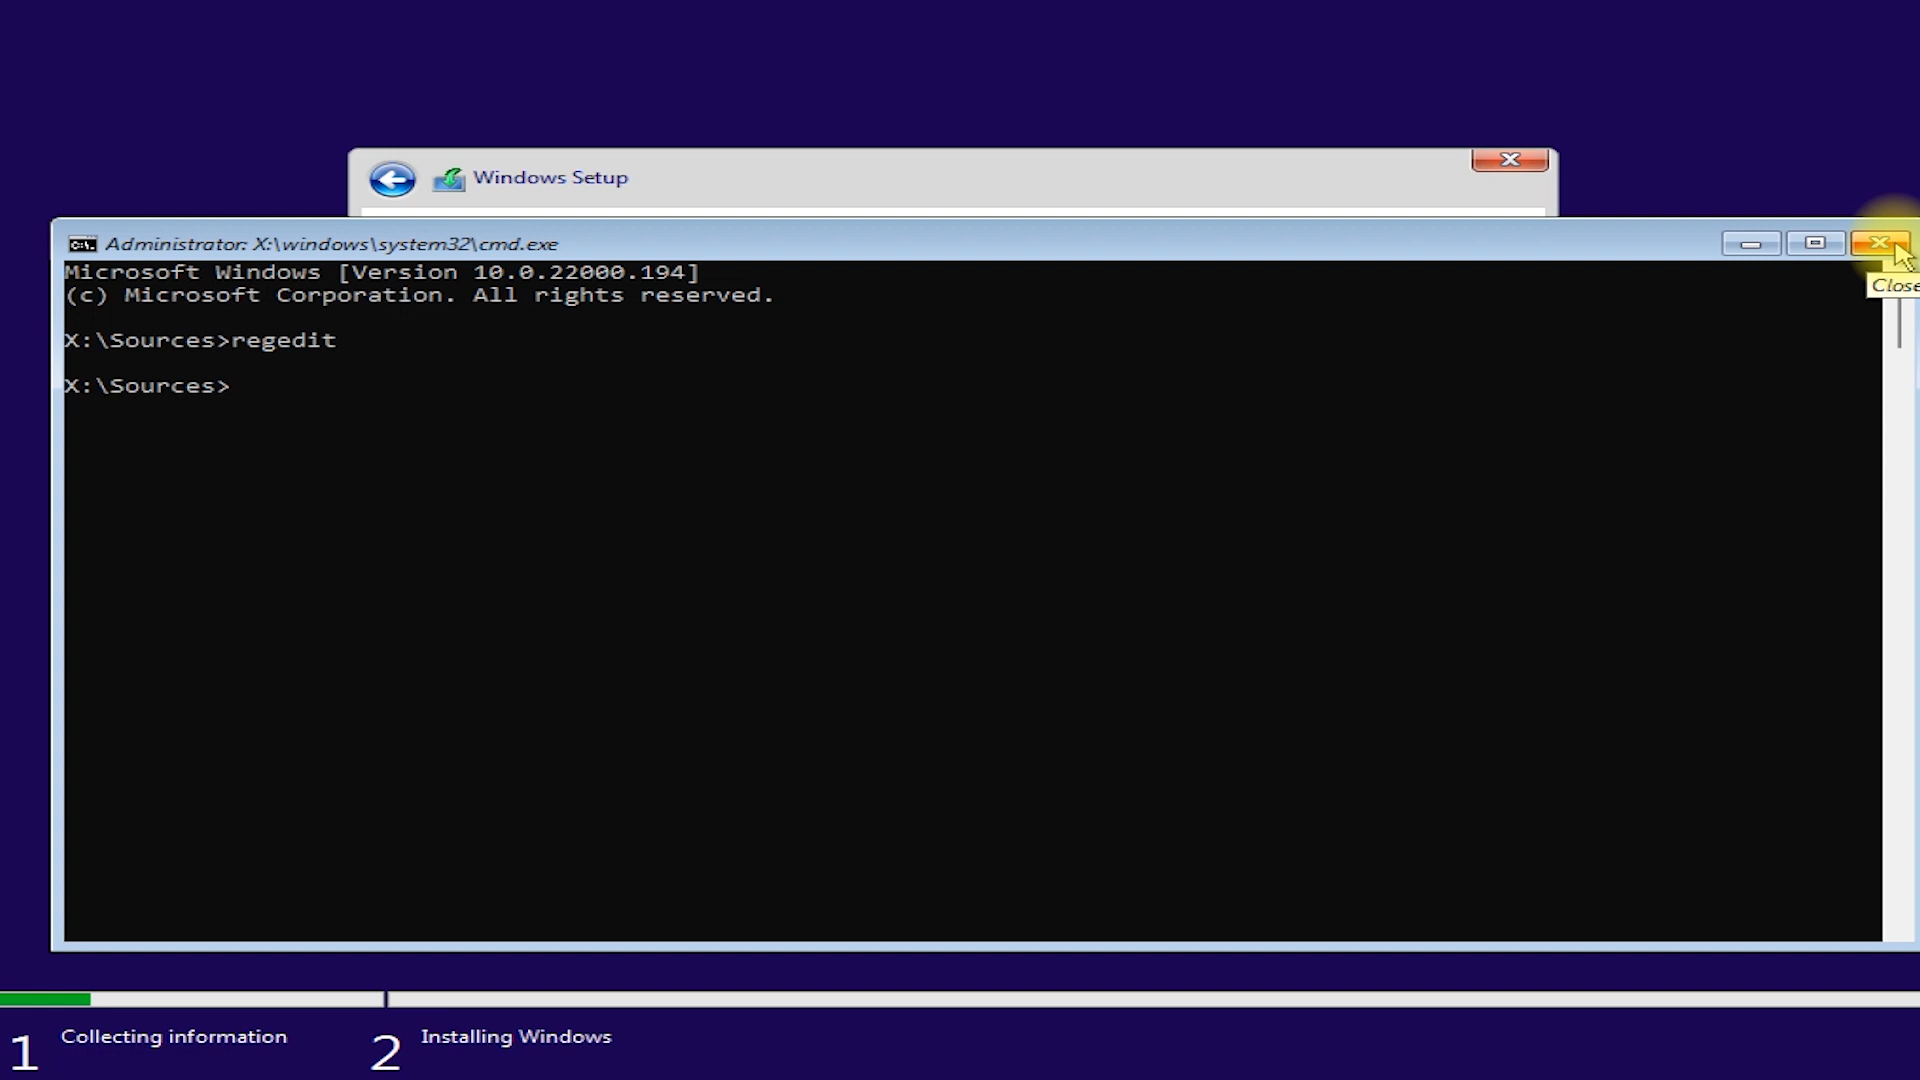 Windows Setup
Administrator: X:\windows\system32\cmd.exe
Microsoft Windows [Version 10.0.22000.194]
(c) Microsoft Corporation. All rights reserved.
X:\Sources>regedit
X:\Sources>
Close
1 Collecting information
2 Installing Windows